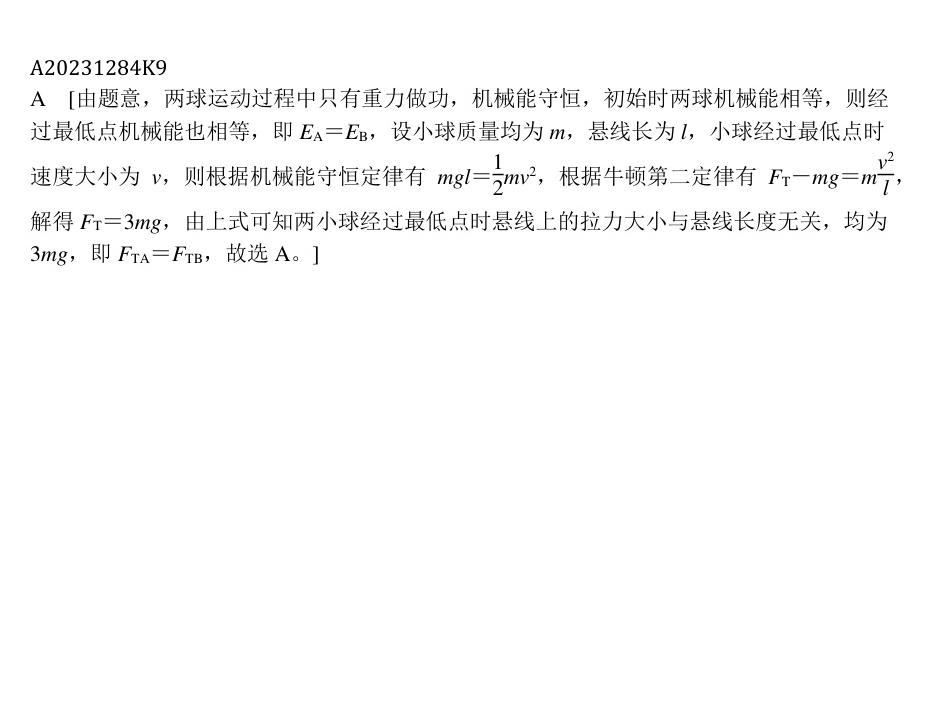 A20231284K9
A [由题意，两球运动过程中只有重力做功，机械能守恒，初始时两球机械能相等，则经
过最低点机械能也相等，即 E_A＝E_B，设小球质量均为 m，悬线长为 l，小球经过最低点时
速度大小为 v，则根据机械能守恒定律有 mgl＝\frac{1}{2}mv²，根据牛顿第二定律有 F_T－mg＝m\frac{v²}{l}，
解得 F_T＝3mg，由上式可知两小球经过最低点时悬线上的拉力大小与悬线长度无关，均为
3mg，即 F_{TA}＝F_{TB}，故选 A。]